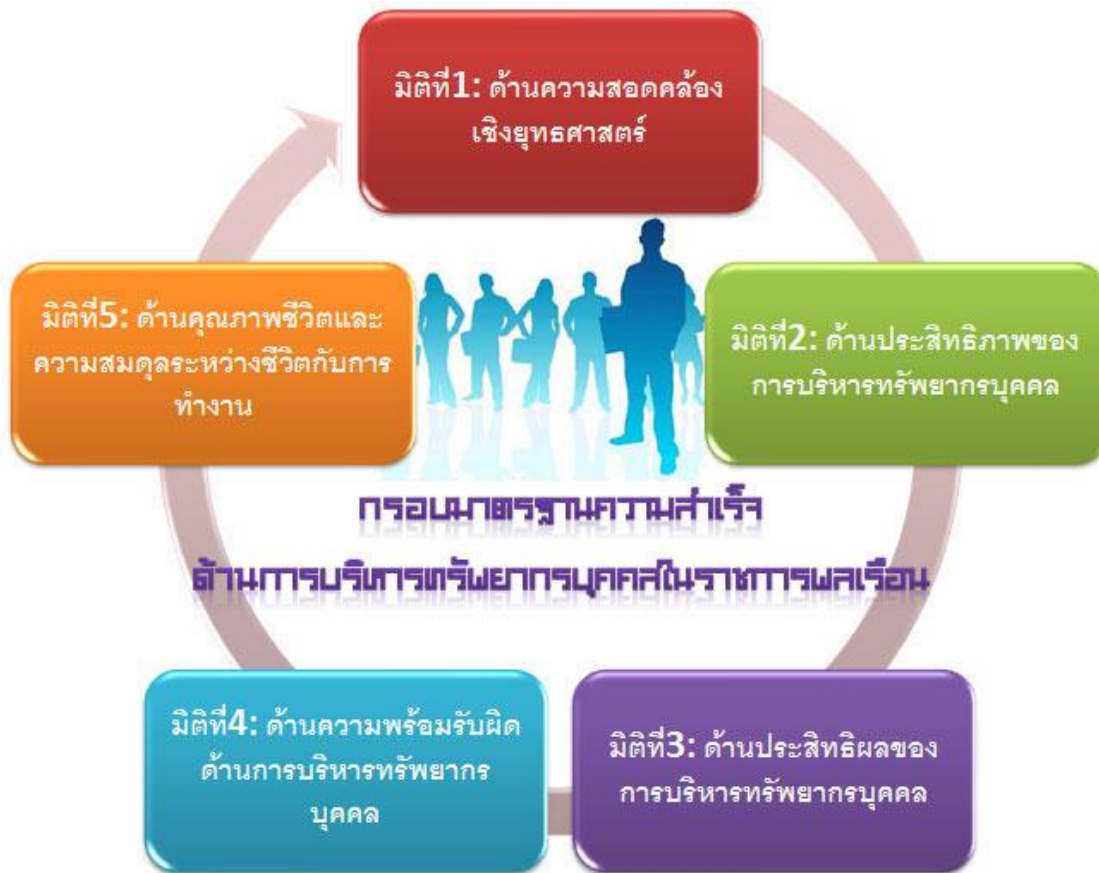 มิติที่1: ด้านความสอดคล้อง
เชิงยุทธศาสตร์
มิติที่2: ด้านประสิทธิภาพของ
การบริหารทรัพยากรบุคคล
มิติที่3: ด้านประสิทธิผลของ
การบริหารทรัพยากรบุคคล
มิติที่4: ด้านความพร้อมรับผิด
ด้านการบริหารทรัพยากร
บุคคล
มิติที่5: ด้านคุณภาพชีวิตและ
ความสมดุลระหว่างชีวิตกับการ
ทำงาน
กรอบมาตรฐานความสำเร็จ
ด้านการบริหารทรัพยากรบุคคลในราชการพลเรือน